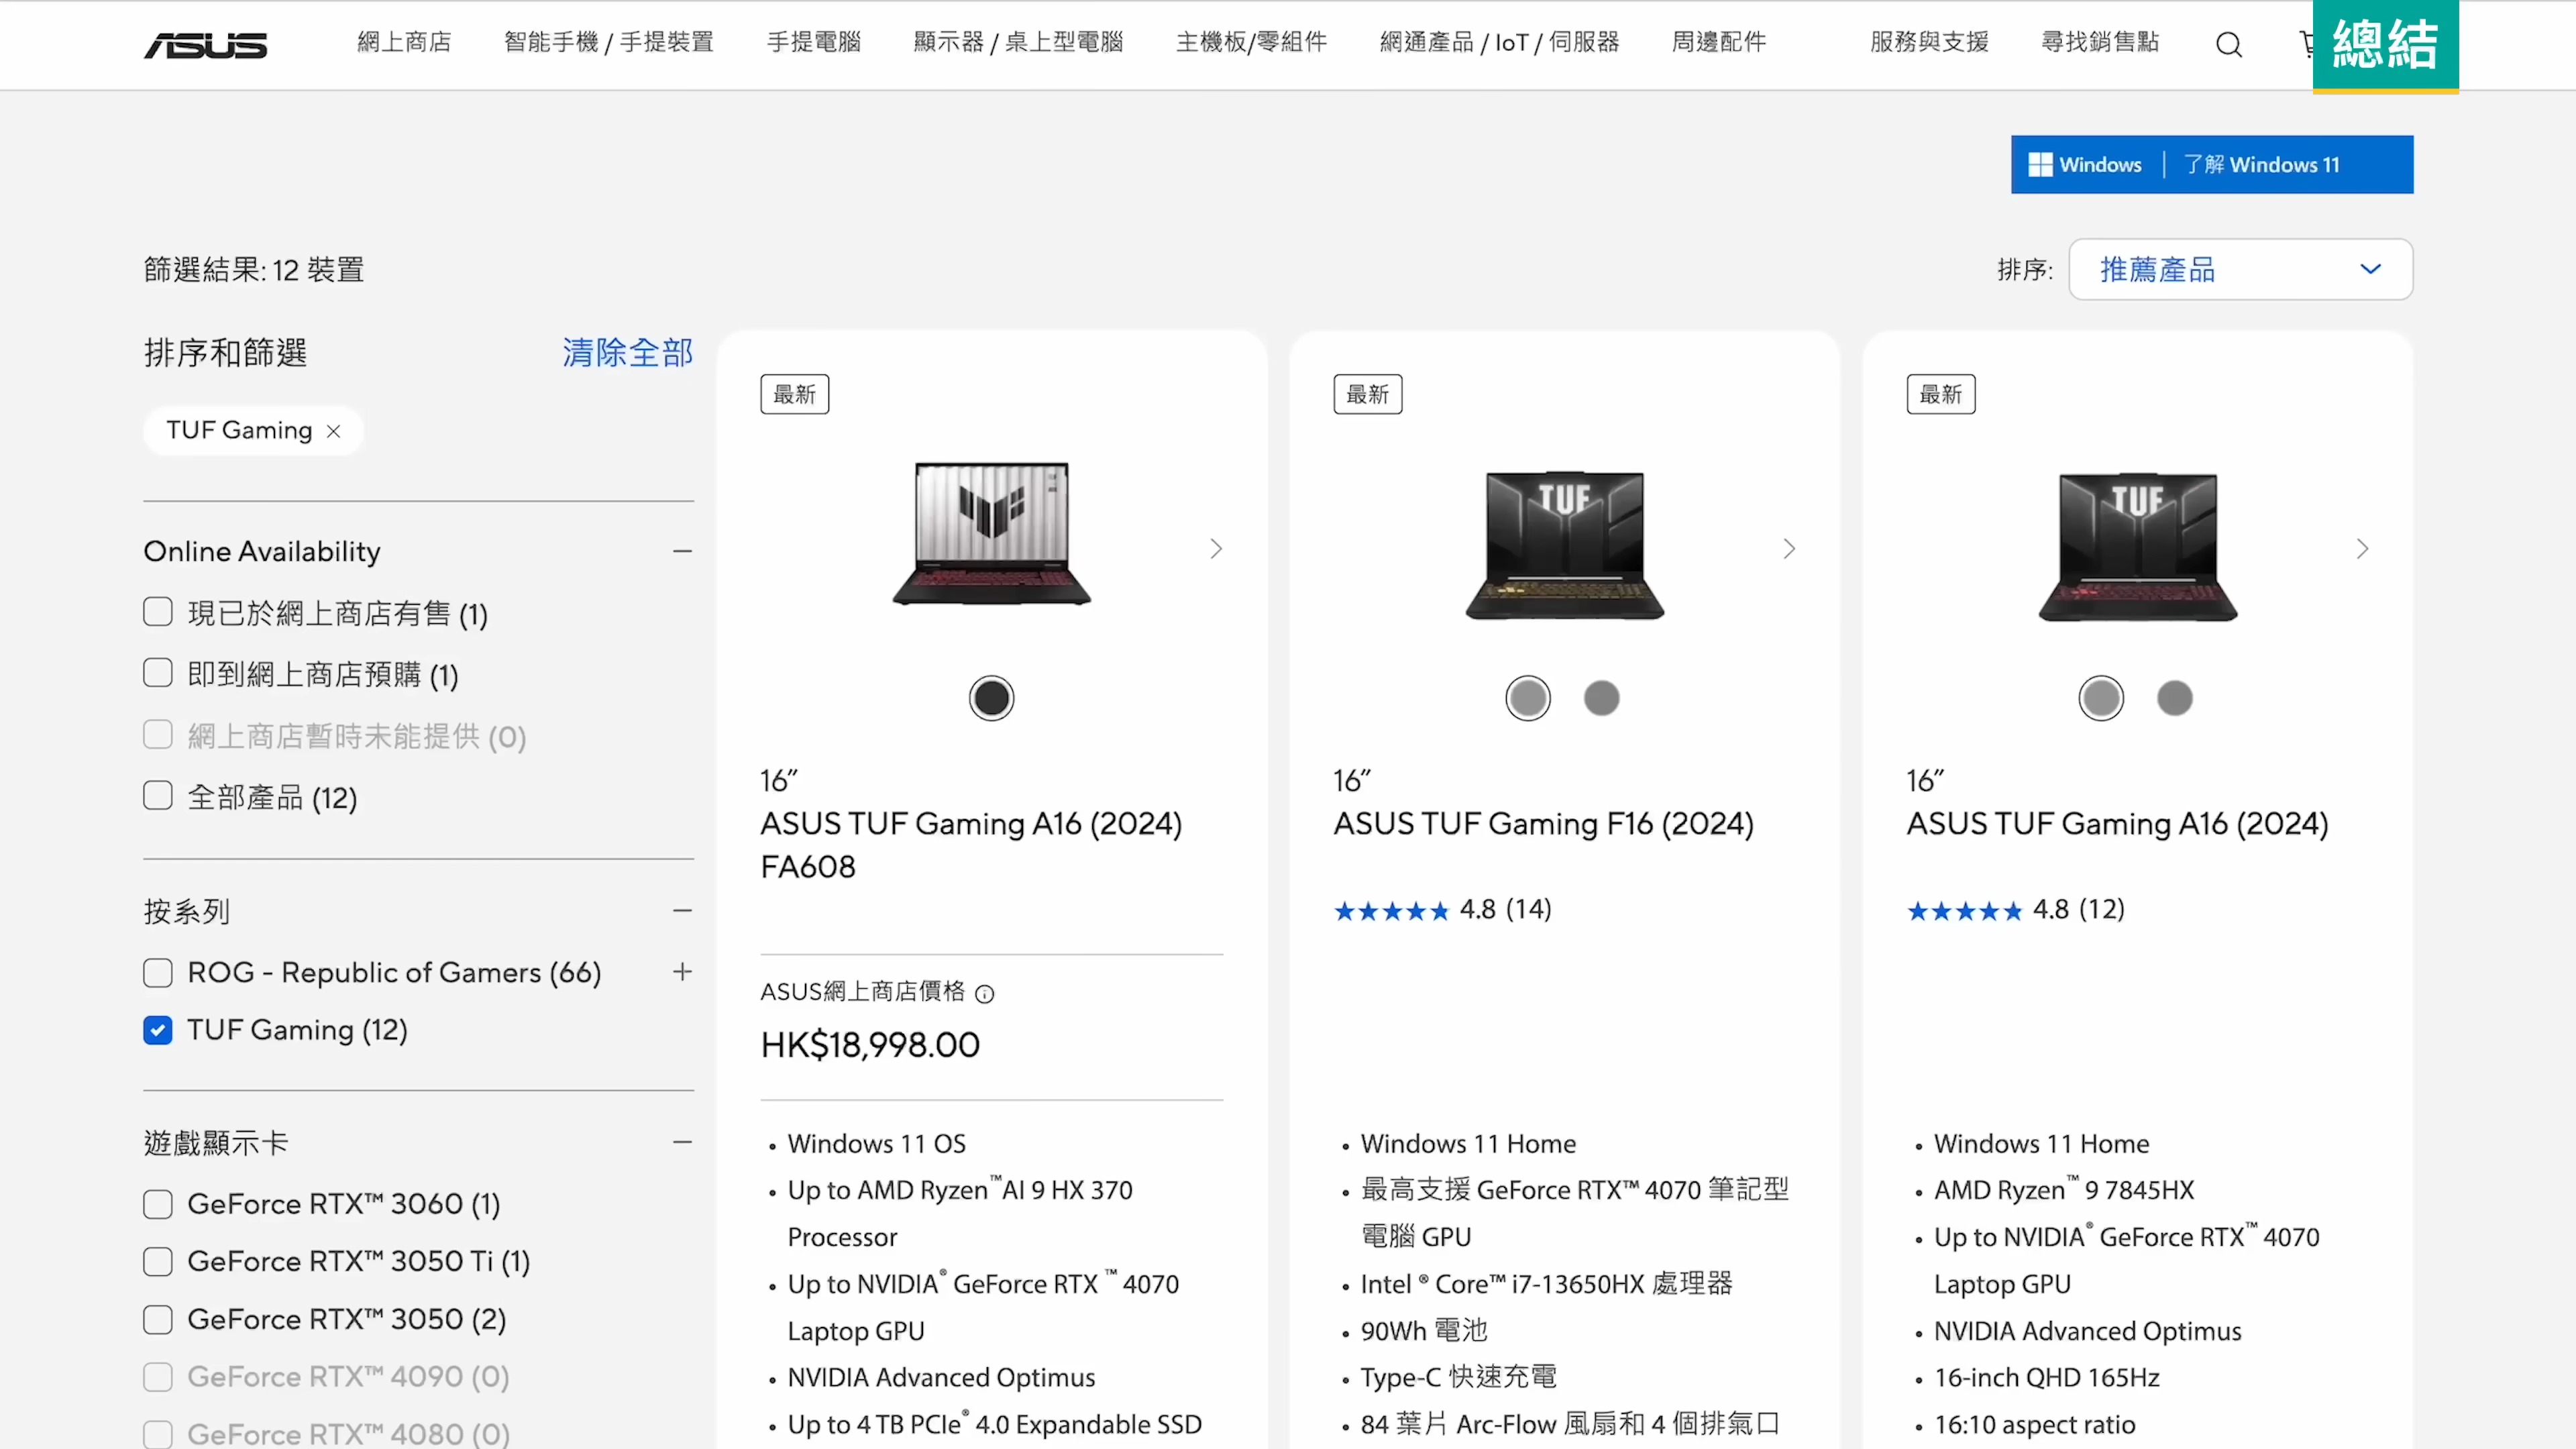 ASUS
網上商店
智能手機 / 手提裝置
手提電腦
顯示器 / 桌上型電腦
主機板/零組件
網通產品 / IoT / 伺服器
周邊配件
服務與支援
尋找銷售點
總結
Windows | 了解 Windows 11
篩選結果: 12 裝置
排序:
推薦產品
排序和篩選
清除全部
TUF Gaming ×
Online Availability
現已於網上商店有售 (1)
即到網上商店預購 (1)
網上商店暫時未能提供 (0)
全部產品 (12)
按系列
ROG - Republic of Gamers (66)
TUF Gaming (12)
遊戲顯示卡
GeForce RTX™ 3060 (1)
GeForce RTX™ 3050 Ti (1)
GeForce RTX™ 3050 (2)
GeForce RTX™ 4090 (0)
GeForce RTX™ 4080 (0)
最新
16”
ASUS TUF Gaming A16 (2024)
FA608
ASUS網上商店價格
HK$18,998.00
• Windows 11 OS
• Up to AMD Ryzen™AI 9 HX 370
Processor
• Up to NVIDIA® GeForce RTX ™ 4070
Laptop GPU
• NVIDIA Advanced Optimus
• Up to 4 TB PCIe® 4.0 Expandable SSD
最新
TUF
16”
ASUS TUF Gaming F16 (2024)
★★★★★ 4.8 (14)
• Windows 11 Home
• 最高支援 GeForce RTX™ 4070 筆記型
電腦 GPU
• Intel ® Core™ i7-13650HX 處理器
• 90Wh 電池
• Type-C 快速充電
• 84 葉片 Arc-Flow 風扇和 4 個排氣口
最新
TUF
16”
ASUS TUF Gaming A16 (2024)
★★★★★ 4.8 (12)
• Windows 11 Home
• AMD Ryzen™ 9 7845HX
• Up to NVIDIA® GeForce RTX™ 4070
Laptop GPU
• NVIDIA Advanced Optimus
• 16-inch QHD 165Hz
• 16:10 aspect ratio